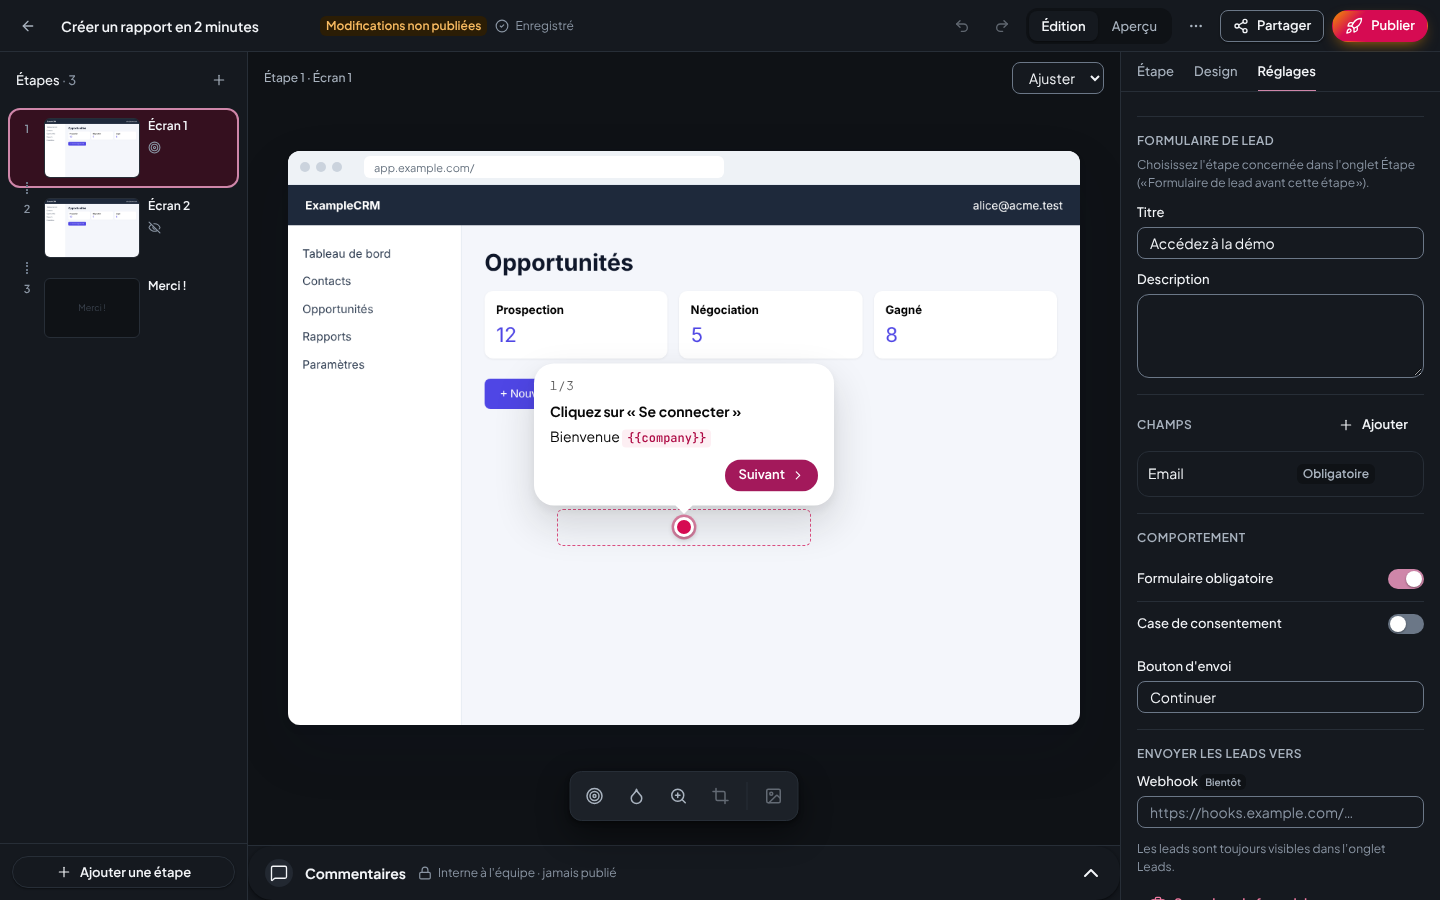 Créer un rapport en 2 minutes
Modifications non publiées
Enregistré
Édition
Aperçu
Partager
Publier
Étapes · 3
1
Écran 1
2
Écran 2
3
Merci !
Merci !
Ajouter une étape
Étape 1 · Écran 1
Ajuster
app.example.com/
ExampleCRM
alice@acme.test
Tableau de bord
Contacts
Opportunités
Rapports
Paramètres
Opportunités
Prospection
12
Négociation
5
Gagné
8
+ Nouv
1 / 3
Cliquez sur « Se connecter »
Bienvenue {{company}}
Suivant
Commentaires
Interne à l'équipe · jamais publié
Étape
Design
Réglages
FORMULAIRE DE LEAD
Choisissez l'étape concernée dans l'onglet Étape
(« Formulaire de lead avant cette étape »).
Titre
Accédez à la démo
Description
CHAMPS
Ajouter
Email
Obligatoire
COMPORTEMENT
Formulaire obligatoire
Case de consentement
Bouton d'envoi
Continuer
ENVOYER LES LEADS VERS
Webhook
Bientôt
https://hooks.example.com/…
Les leads sont toujours visibles dans l'onglet
Leads.